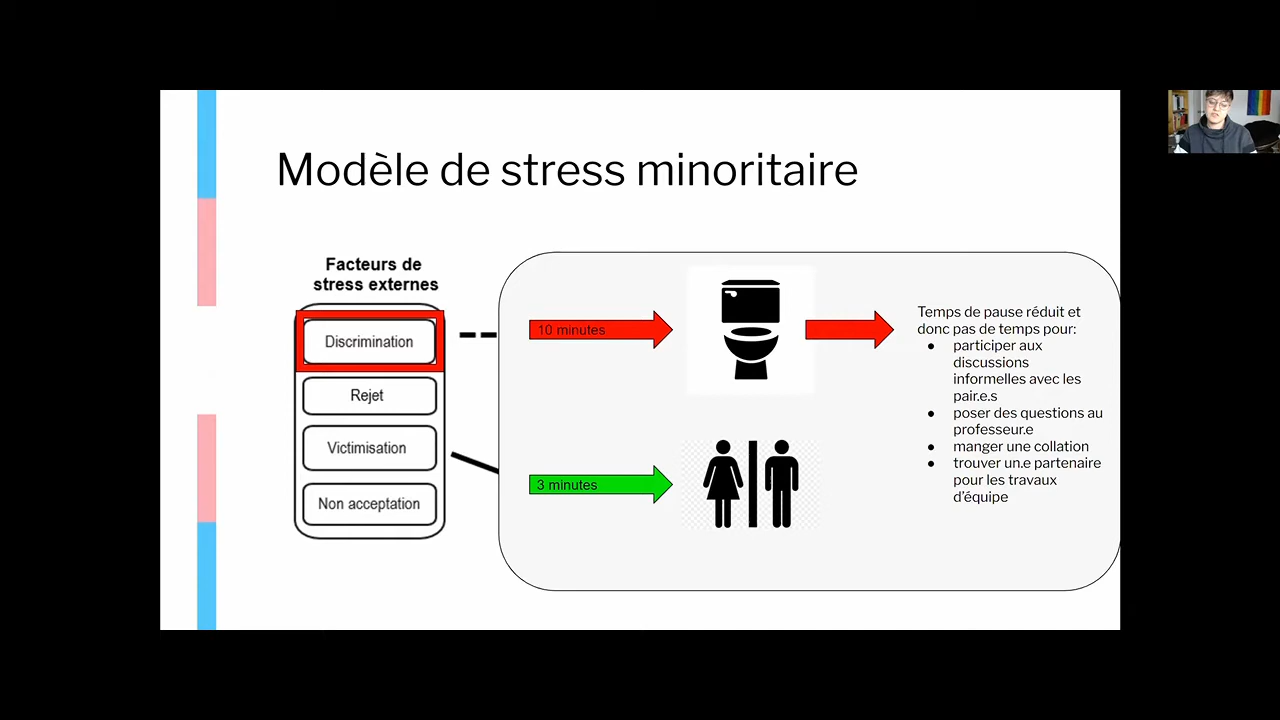 Modèle de stress minoritaire
Facteurs de
stress externes
Discrimination
Rejet
Victimisation
Non acceptation
10 minutes
3 minutes
Temps de pause réduit et
donc pas de temps pour:
● participer aux
discussions
informelles avec les
pair.e.s
● poser des questions au
professeur.e
● manger une collation
● trouver un.e partenaire
pour les travaux
d'équipe